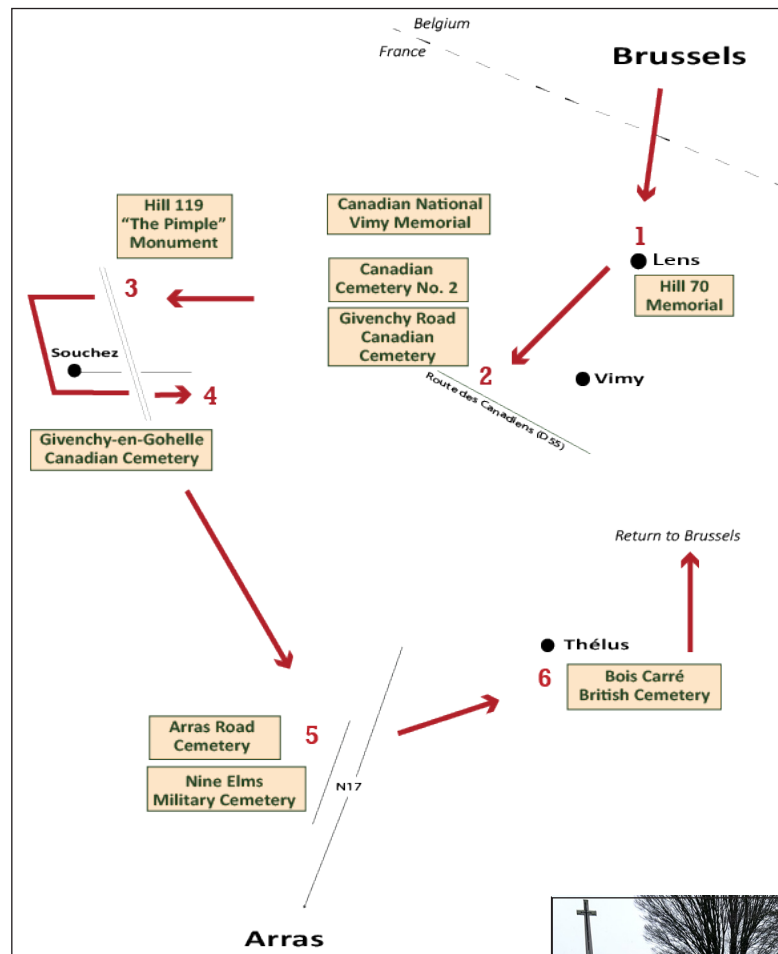 Belgium
France
Brussels
Hill 119
"The Pimple"
Monument
Canadian National
Vimy Memorial
1
Lens
Canadian
Cemetery No. 2
Hill 70
Memorial
3
Givenchy Road
Canadian
Cemetery
Souchez
2
Vimy
4
Route des Canadiens (D55)
Givenchy-en-Gohelle
Canadian Cemetery
Return to Brussels
Thélus
6
Bois Carré
British Cemetery
Arras Road
Cemetery
5
Nine Elms
Military Cemetery
N17
Arras